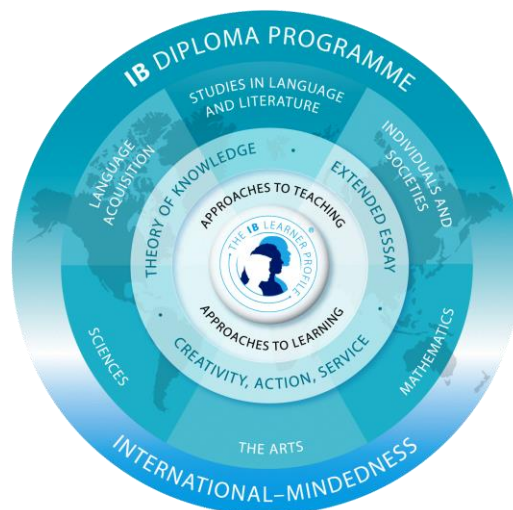 IB DIPLOMA PROGRAMME
STUDIES IN LANGUAGE
AND LITERATURE
LANGUAGE
ACQUISITION
INDIVIDUALS AND
SOCIETIES
THEORY OF KNOWLEDGE
EXTENDED ESSAY
APPROACHES TO TEACHING
THE IB LEARNER PROFILE
®
APPROACHES TO LEARNING
CREATIVITY, ACTION, SERVICE
SCIENCES
MATHEMATICS
THE ARTS
INTERNATIONAL–MINDEDNESS